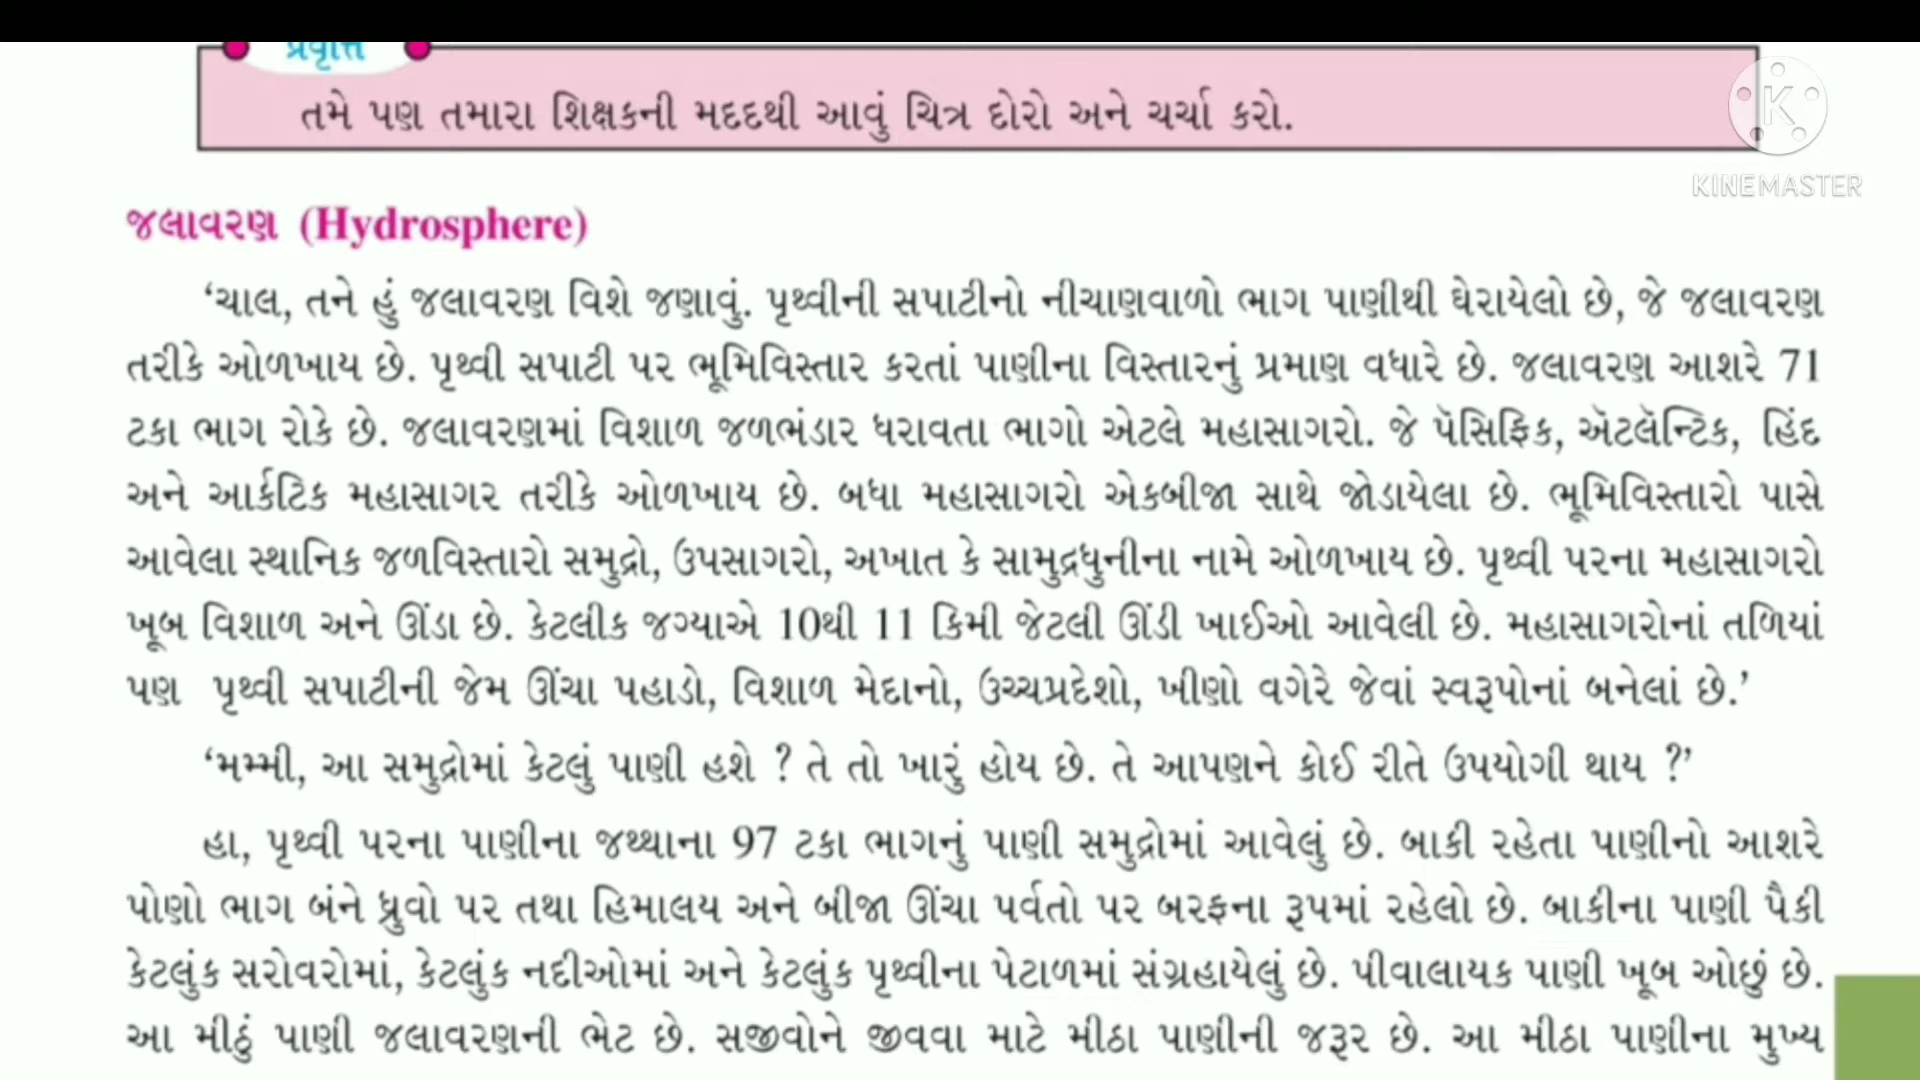 પ્રવૃત્તિ
તમે પણ તમારા શિક્ષકની મદદથી આવું ચિત્ર દોરો અને ચર્ચા કરો.
KINEMASTER
જલાવરણ (Hydrosphere)
‘ચાલ, તને હું જલાવરણ વિશે જણાવું. પૃથ્વીની સપાટીનો નીચાણવાળો ભાગ પાણીથી ઘેરાયેલો છે, જે જલાવરણ
તરીકે ઓળખાય છે. પૃથ્વી સપાટી પર ભૂમિવિસ્તાર કરતાં પાણીના વિસ્તારનું પ્રમાણ વધારે છે. જલાવરણ આશરે 71
ટકા ભાગ રોકે છે. જલાવરણમાં વિશાળ જળભંડાર ધરાવતા ભાગો એટલે મહાસાગરો. જે પૅસિફિક, ઍટલૅન્ટિક, હિંદ
અને આર્કટિક મહાસાગર તરીકે ઓળખાય છે. બધા મહાસાગરો એકબીજા સાથે જોડાયેલા છે. ભૂમિવિસ્તારો પાસે
આવેલા સ્થાનિક જળવિસ્તારો સમુદ્રો, ઉપસાગરો, અખાત કે સામુદ્રધુનીના નામે ઓળખાય છે. પૃથ્વી પરના મહાસાગરો
ખૂબ વિશાળ અને ઊંડા છે. કેટલીક જગ્યાએ 10થી 11 કિમી જેટલી ઊંડી ખાઈઓ આવેલી છે. મહાસાગરોનાં તળિયાં
પણ પૃથ્વી સપાટીની જેમ ઊંચા પહાડો, વિશાળ મેદાનો, ઉચ્ચપ્રદેશો, ખીણો વગેરે જેવાં સ્વરૂપોનાં બનેલાં છે.’
‘મમ્મી, આ સમુદ્રોમાં કેટલું પાણી હશે ? તે તો ખારું હોય છે. તે આપણને કોઈ રીતે ઉપયોગી થાય ?’
હા, પૃથ્વી પરના પાણીના જથ્થાના 97 ટકા ભાગનું પાણી સમુદ્રોમાં આવેલું છે. બાકી રહેતા પાણીનો આશરે
પોણો ભાગ બંને ધ્રુવો પર તથા હિમાલય અને બીજા ઊંચા પર્વતો પર બરફના રૂપમાં રહેલો છે. બાકીના પાણી પૈકી
કેટલુંક સરોવરોમાં, કેટલુંક નદીઓમાં અને કેટલુંક પૃથ્વીના પેટાળમાં સંગ્રહાયેલું છે. પીવાલાયક પાણી ખૂબ ઓછું છે.
આ મીઠું પાણી જલાવરણની ભેટ છે. સજીવોને જીવવા માટે મીઠા પાણીની જરૂર છે. આ મીઠા પાણીના મુખ્ય